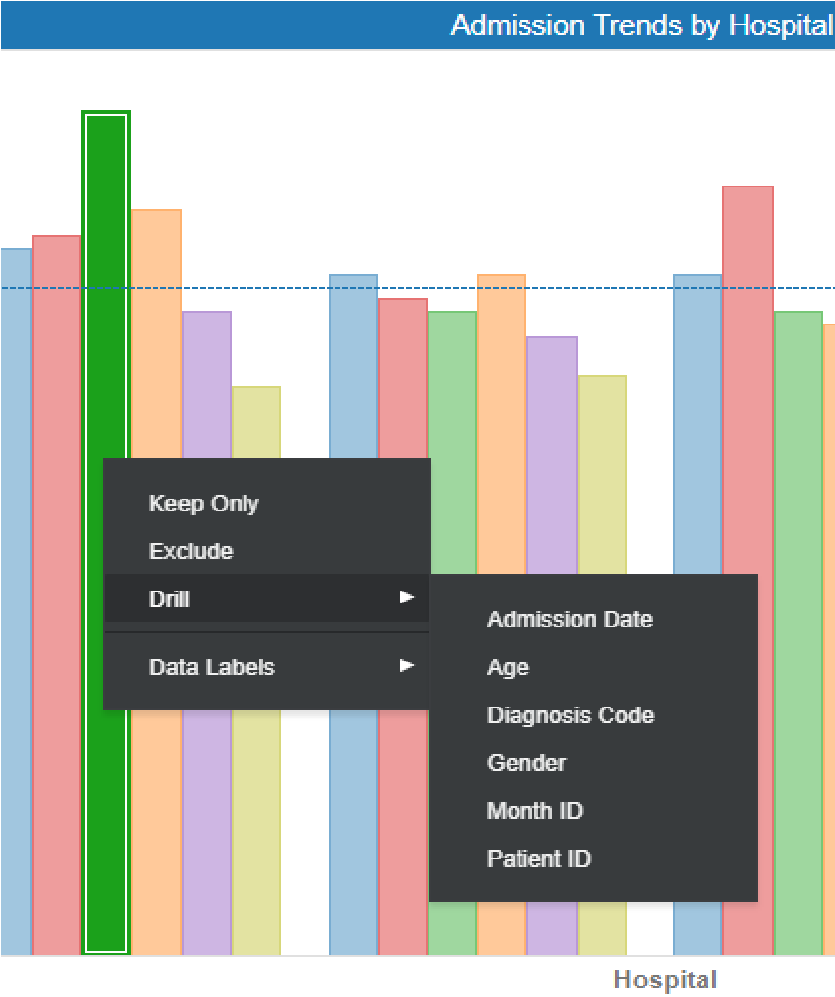 Admission Trends by Hospital
Keep Only
Exclude
Drill
Data Labels
Admission Date
Age
Diagnosis Code
Gender
Month ID
Patient ID
Hospital